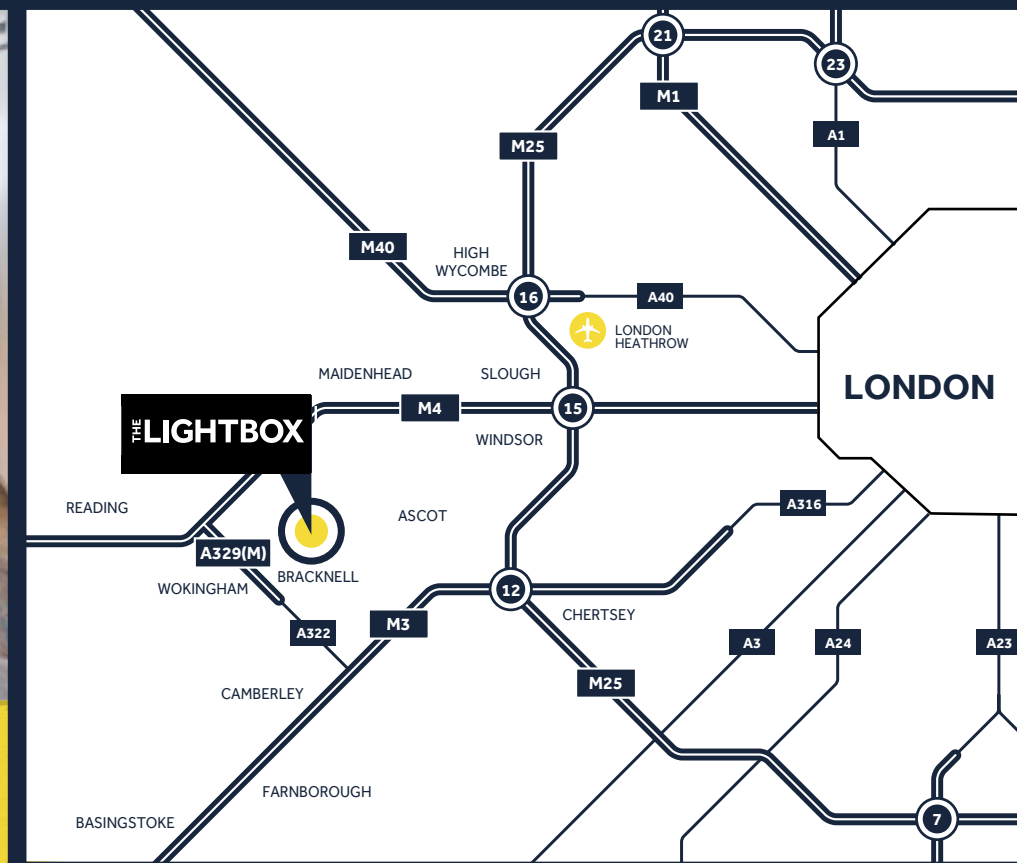 21
23
M1
A1
M25
M40
HIGH
WYCOMBE
16
A40
LONDON
HEATHROW
MAIDENHEAD
SLOUGH
LONDON
M4
15
THE LIGHTBOX
WINDSOR
READING
ASCOT
A316
A329(M)
BRACKNELL
WOKINGHAM
12
CHERTSEY
M3
A322
A3
A24
A23
CAMBERLEY
M25
FARNBOROUGH
BASINGSTOKE
7